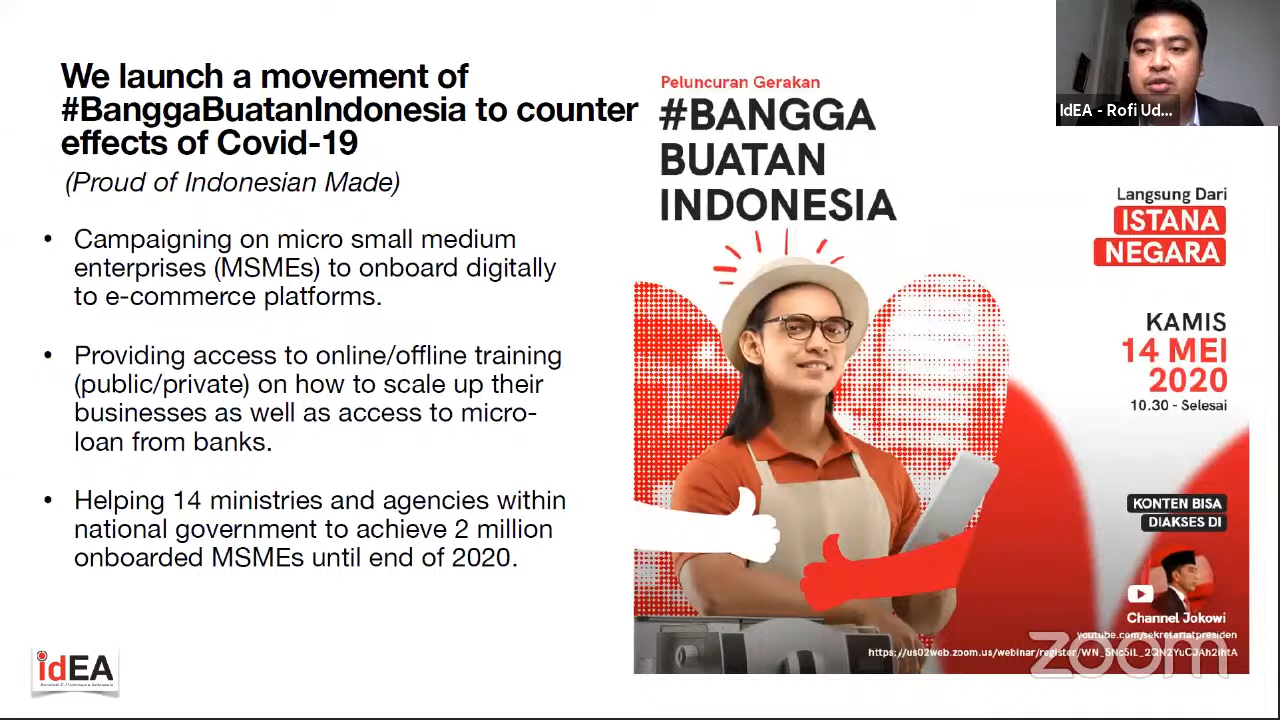 We launch a movement of
#BanggaBuatanIndonesia to counter
effects of Covid-19
(Proud of Indonesian Made)
• Campaigning on micro small medium
enterprises (MSMEs) to onboard digitally
to e-commerce platforms.
• Providing access to online/offline training
(public/private) on how to scale up their
businesses as well as access to micro-
loan from banks.
• Helping 14 ministries and agencies within
national government to achieve 2 million
onboarded MSMEs until end of 2020.
idEA
Peluncuran Gerakan
#BANGGA
BUATAN
INDONESIA
Langsung Dari
ISTANA
NEGARA
KAMIS
14 MEI
2020
10.30 - Selesai
KONTEN BISA
DIAKSES DI
Channel Jokowi
youtube.com/sekretariatpresiden
zoom
IdEA - Rofi Ud...